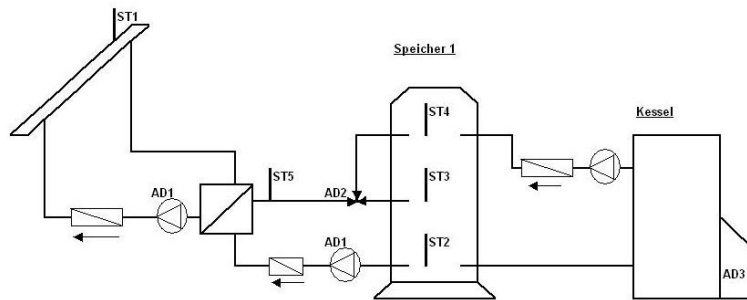 ST1
Speicher 1
ST4
Kessel
AD1
ST5
AD2
ST3
AD1
ST2
AD3